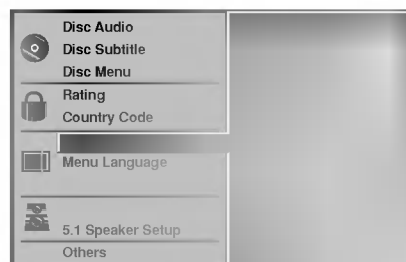 Disc Audio
Disc Subtitle
Disc Menu
Rating
Country Code
Menu Language
5.1 Speaker Setup
Others